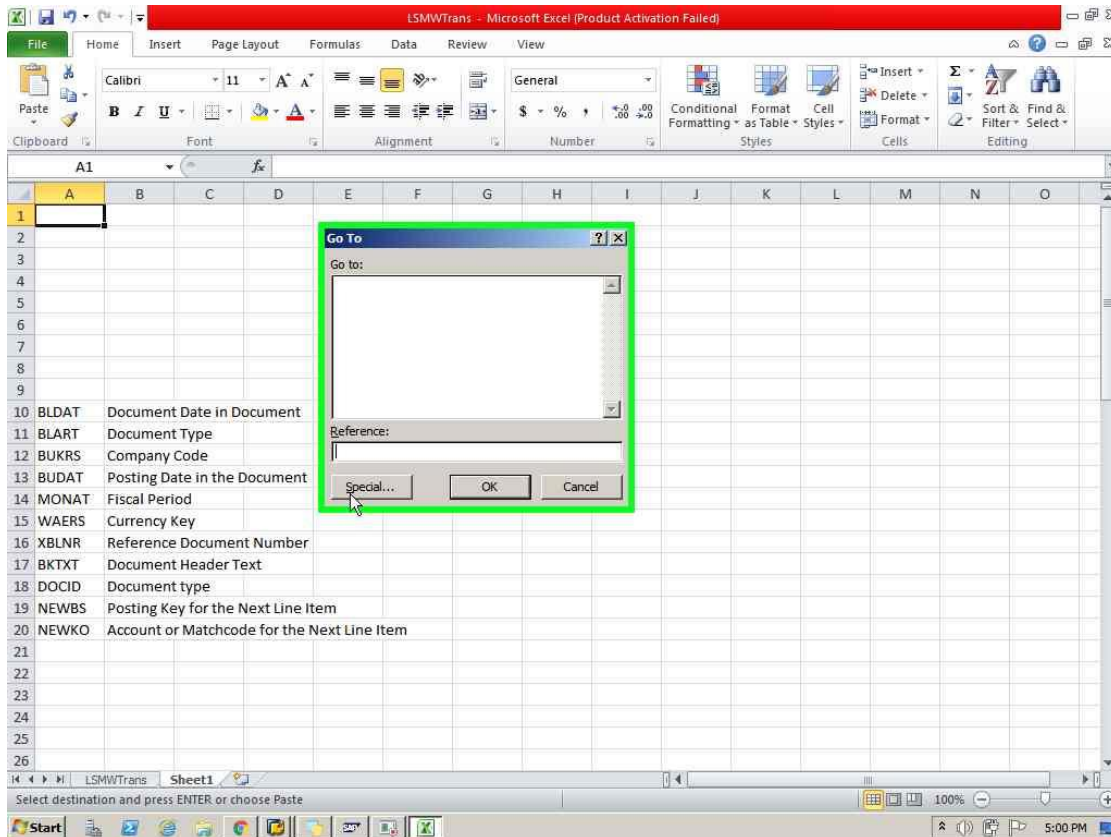 LSMWTrans - Microsoft Excel (Product Activation Failed)
File Home Insert Page Layout Formulas Data Review View
Paste
Calibri 11 A A
B I U A
General
$ % , .00 .00
Conditional Formatting
Format as Table
Cell Styles
Insert
Delete
Format
Σ
Sort & Filter
Find & Select
Clipboard Font Alignment Number Styles Cells Editing
A1 fx
A B C D E F G H I J K L M N O
1
2
3
4
5
6
7
8
9
10 BLDAT Document Date in Document
11 BLART Document Type
12 BUKRS Company Code
13 BUDAT Posting Date in the Document
14 MONAT Fiscal Period
15 WAERS Currency Key
16 XBLNR Reference Document Number
17 BKTXT Document Header Text
18 DOCID Document type
19 NEWBS Posting Key for the Next Line Item
20 NEWKO Account or Matchcode for the Next Line Item
21
22
23
24
25
26
Go To ? X
Go to:
Reference:
Special... OK Cancel
LSMWTrans Sheet1
Select destination and press ENTER or choose Paste 100%
Start 5:00 PM